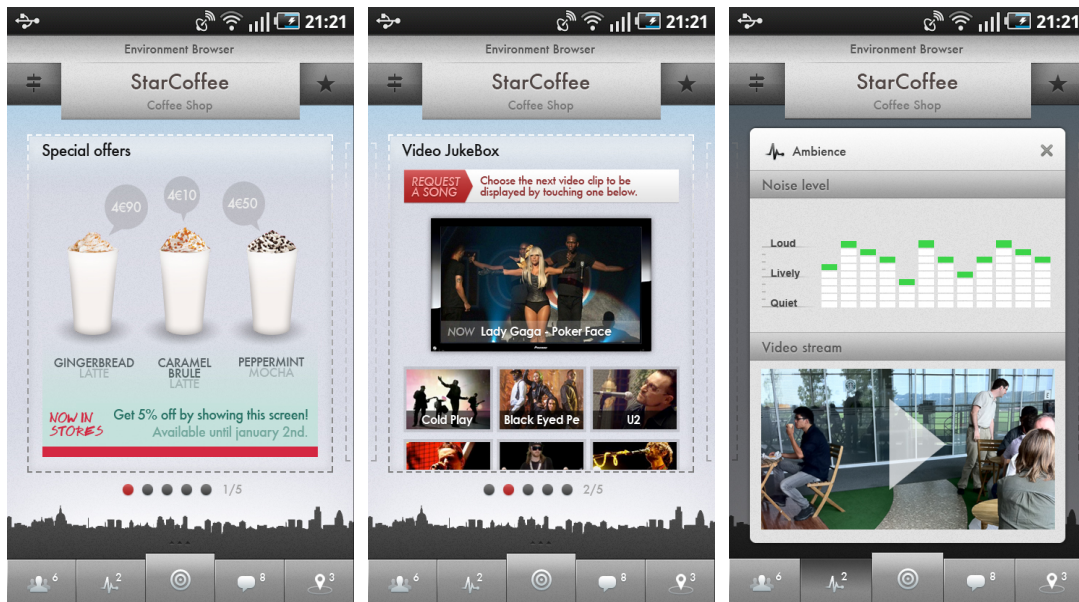 21:21
Environment Browser
StarCoffee
Coffee Shop
Special offers
4€90
4€10
4€50
GINGERBREAD
LATTE
CARAMEL
BRULE
LATTE
PEPPERMINT
MOCHA
NOW IN
STORES
Get 5% off by showing this screen!
Available until january 2nd.
1/5
6
2
8
3
21:21
Environment Browser
StarCoffee
Coffee Shop
Video JukeBox
REQUEST
A SONG
Choose the next video clip to be
displayed by touching one below.
NOW Lady Gaga - Poker Face
Pioneer
Cold Play
Black Eyed Pe
U2
2/5
6
2
8
3
21:21
Environment Browser
StarCoffee
Coffee Shop
Ambience
Noise level
Loud
Lively
Quiet
Video stream
E
6
2
8
3